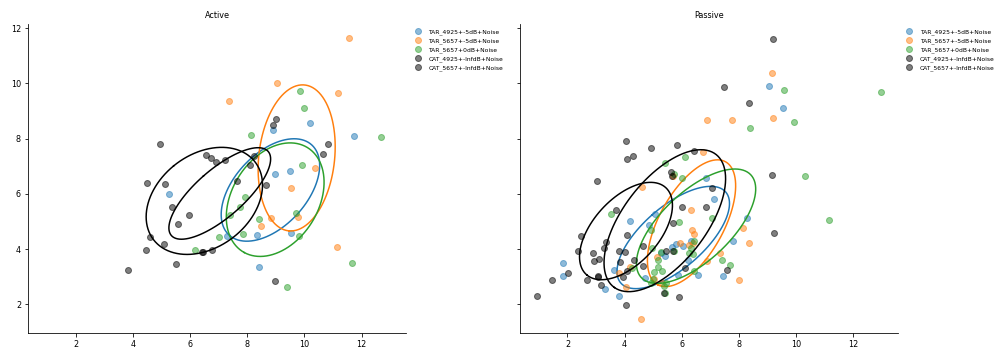 Active
TAR_4925+-5dB+Noise
TAR_5657+-5dB+Noise
TAR_5657+0dB+Noise
CAT_4925+-InfdB+Noise
CAT_5657+-InfdB+Noise
12
10
8
6
4
2
2 4 6 8 10 12
Passive
TAR_4925+-5dB+Noise
TAR_5657+-5dB+Noise
TAR_5657+0dB+Noise
CAT_4925+-InfdB+Noise
CAT_5657+-InfdB+Noise
2 4 6 8 10 12